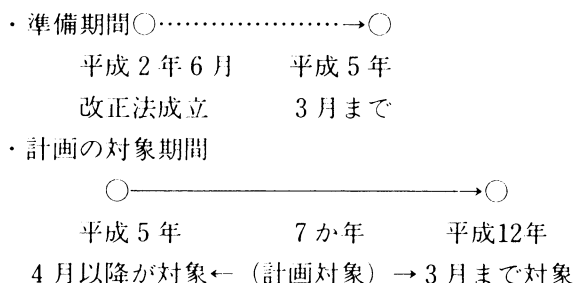 ・準備期間○‥‥‥‥‥‥‥→○
平成2年6月　平成5年
改正法成立　3月まで
・計画の対象期間
○―――――――→○
平成5年　7か年　平成12年
4月以降が対象←（計画対象）→3月まで対象